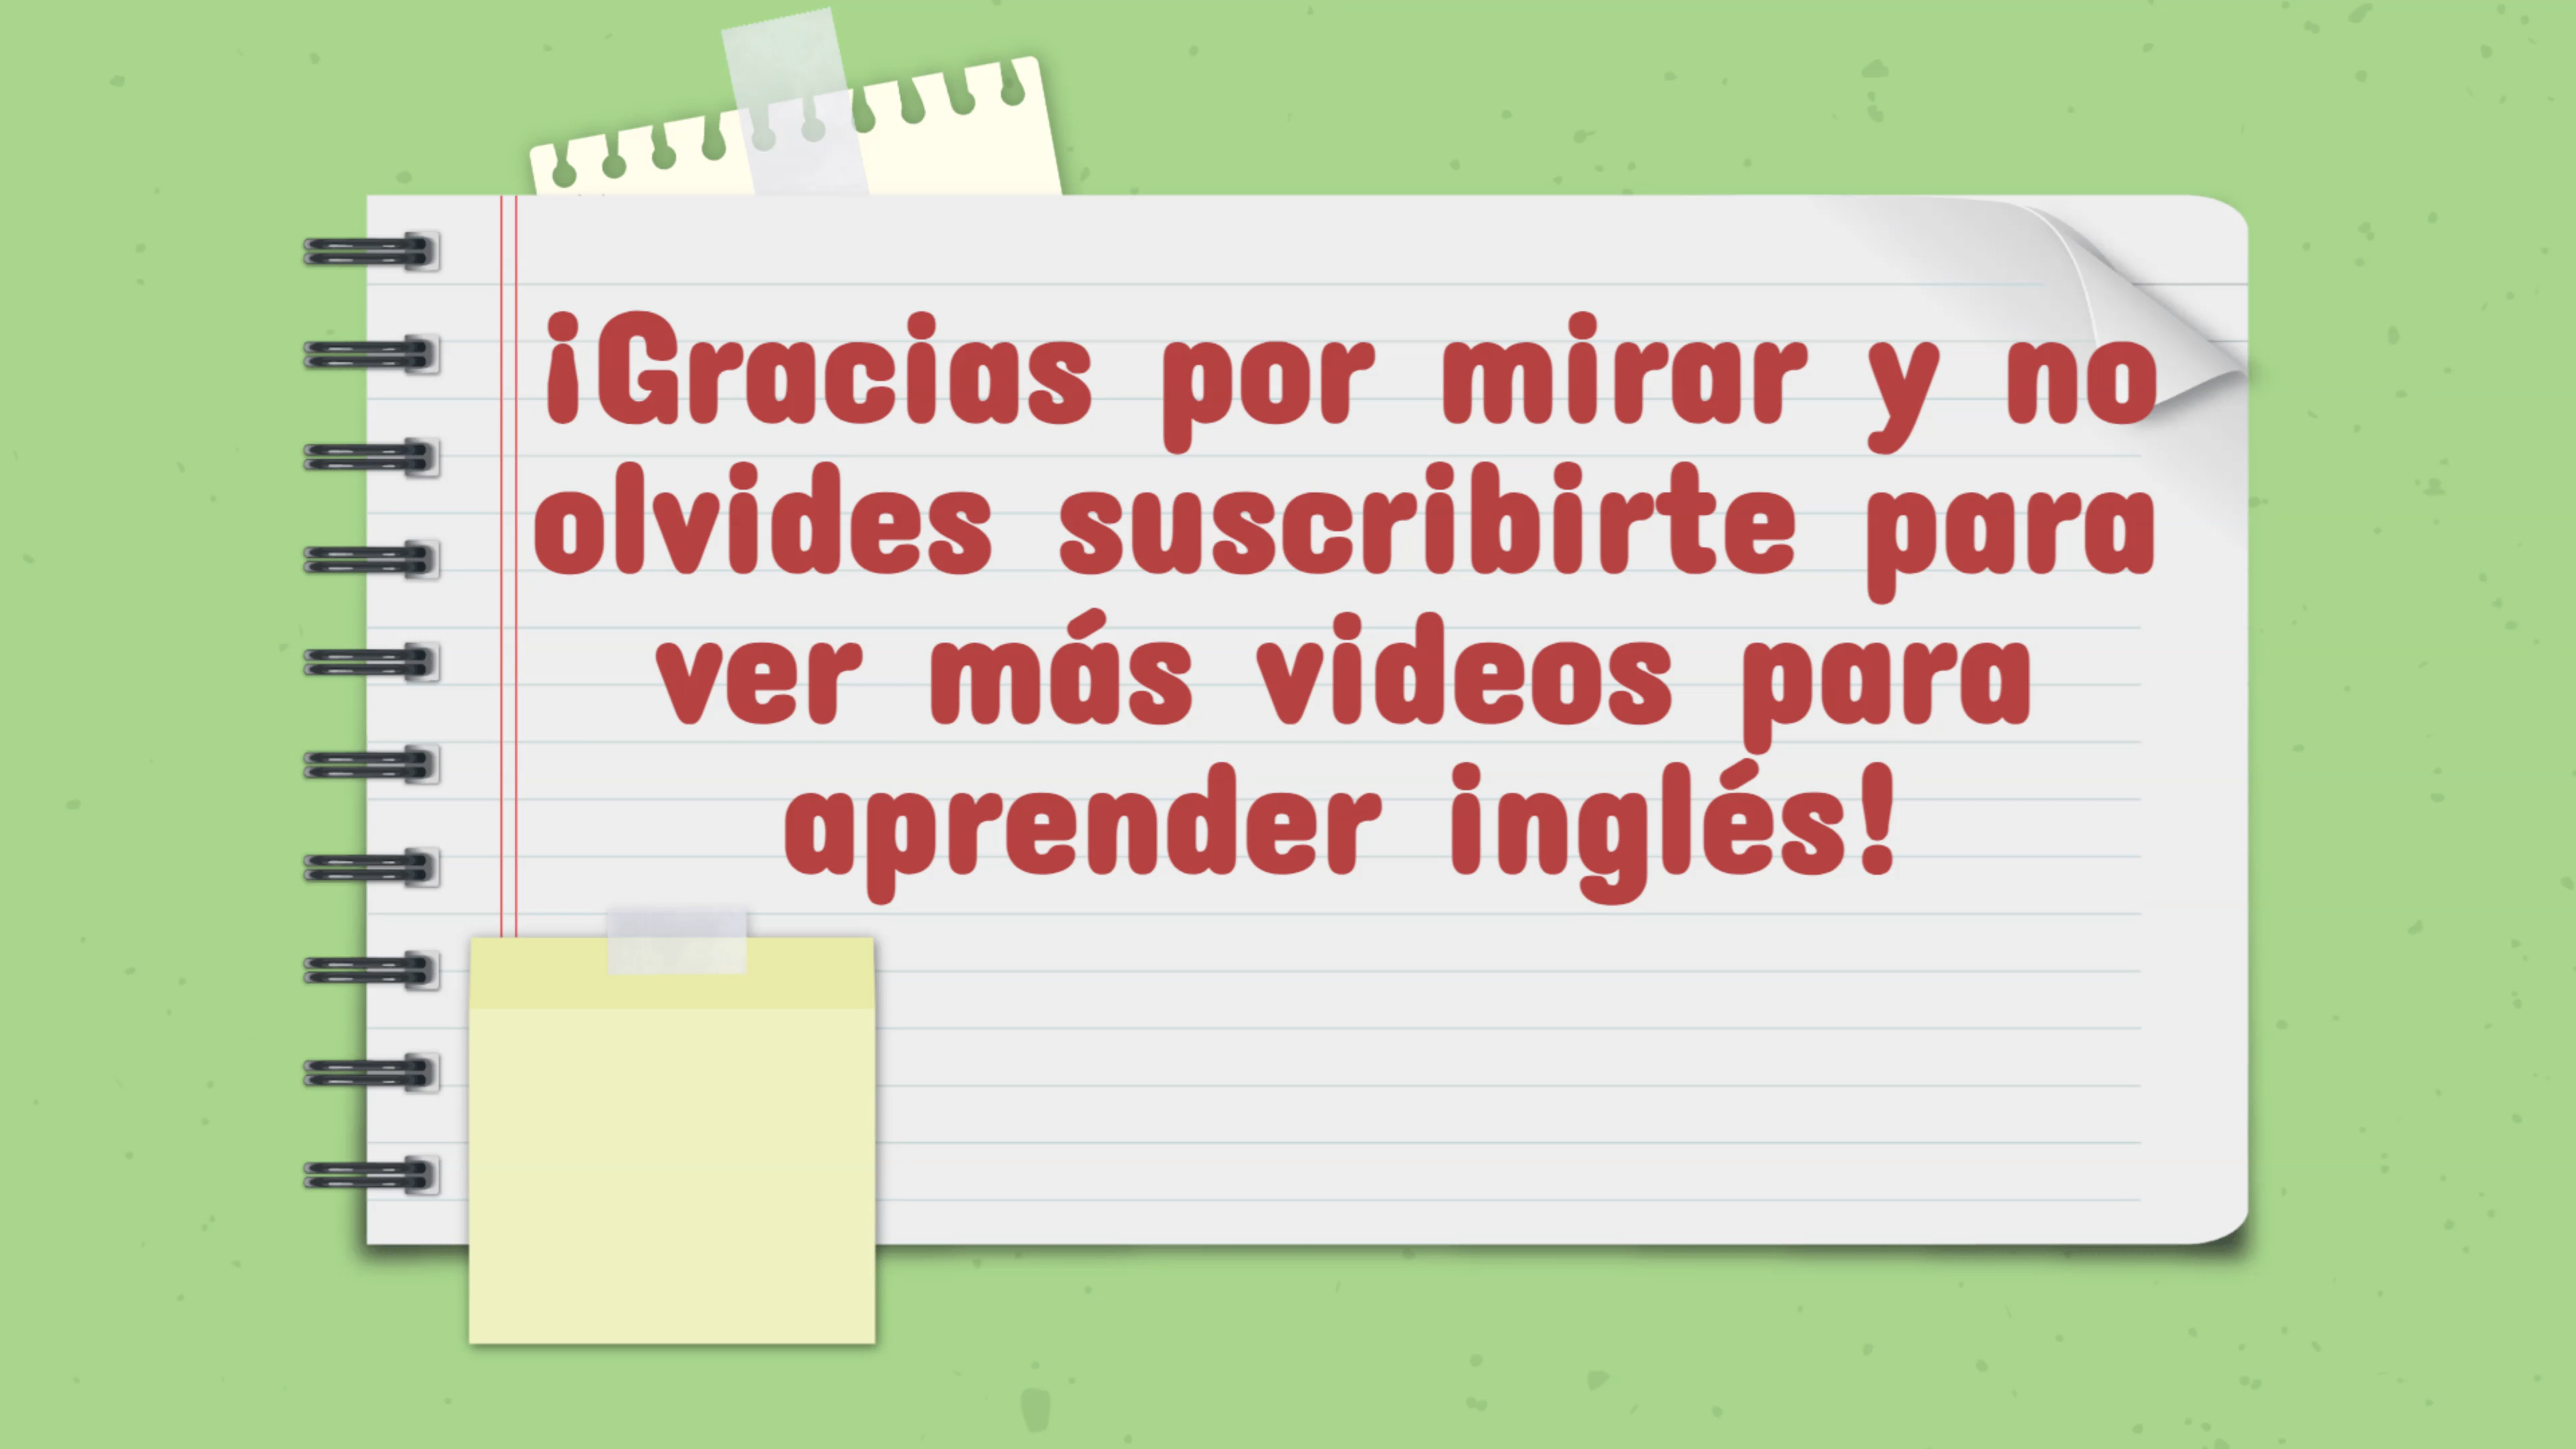 ¡Gracias por mirar y no
olvides suscribirte para
ver más videos para
aprender inglés!